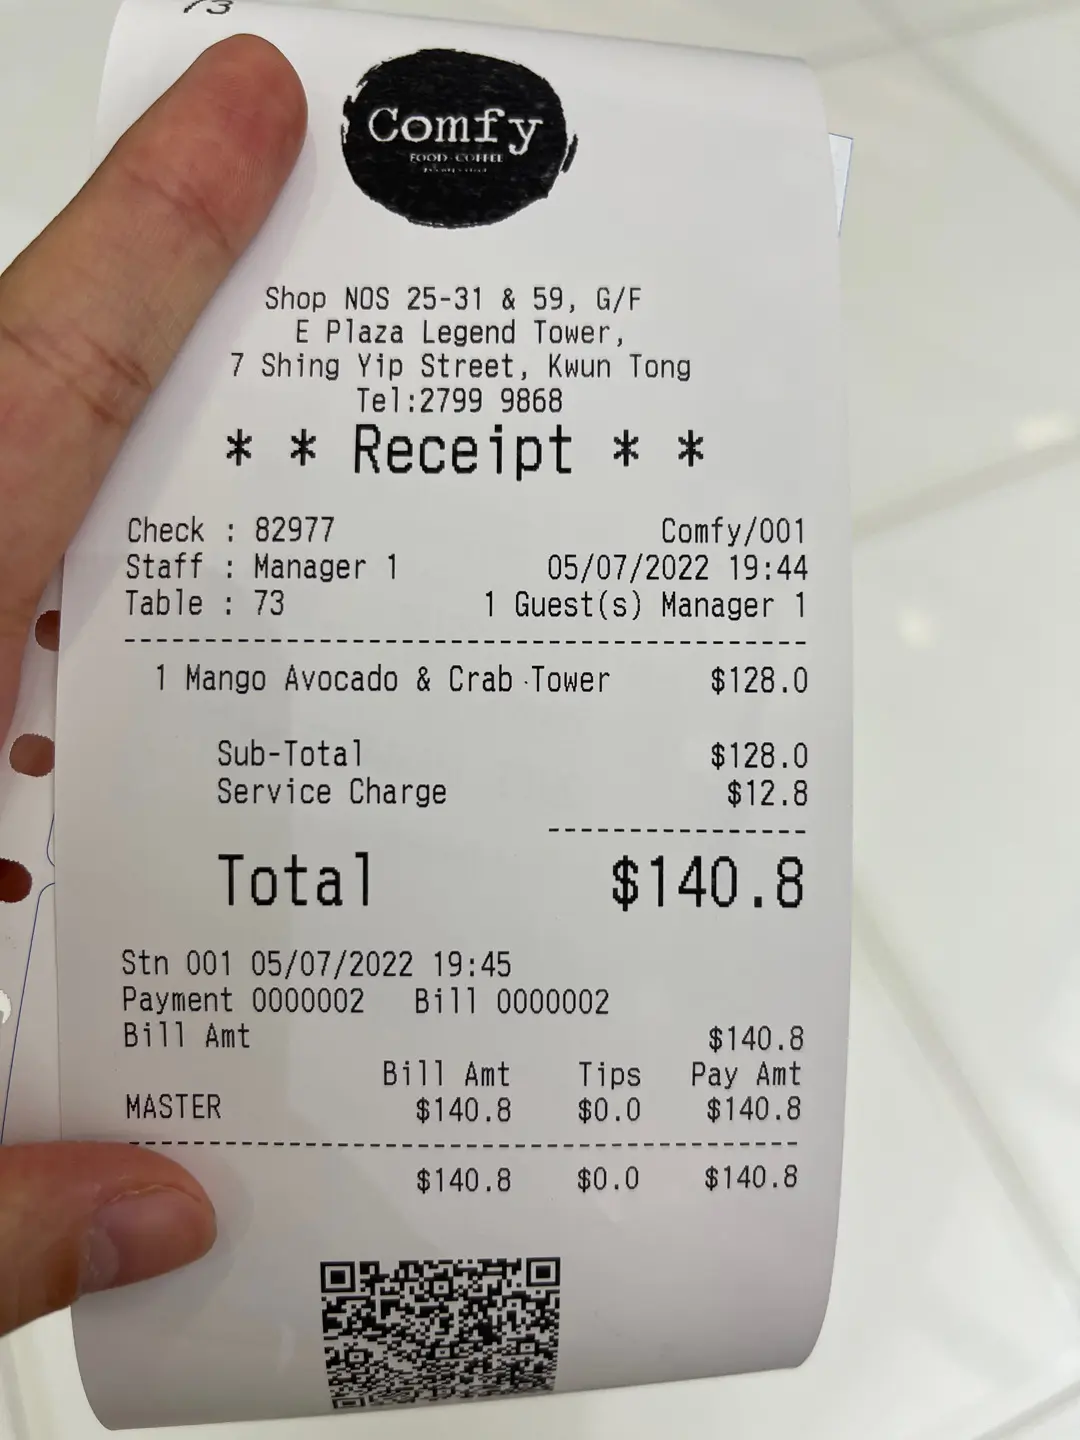 73
Comfy
FOOD·COFFEE
Shop NOS 25-31 & 59, G/F
E Plaza Legend Tower,
7 Shing Yip Street, Kwun Tong
Tel:2799 9868
* * Receipt * *
Check : 82977 Comfy/001
Staff : Manager 1 05/07/2022 19:44
Table : 73 1 Guest(s) Manager 1
1 Mango Avocado & Crab Tower $128.0
Sub-Total $128.0
Service Charge $12.8
Total $140.8
Stn 001 05/07/2022 19:45
Payment 0000002 Bill 0000002
Bill Amt $140.8
Bill Amt Tips Pay Amt
MASTER $140.8 $0.0 $140.8
$140.8 $0.0 $140.8